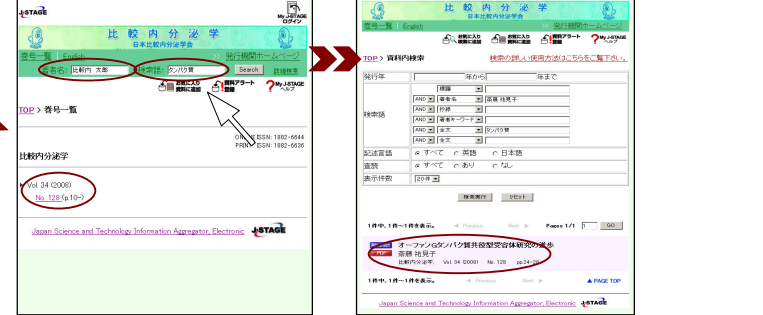 J-STAGE
My J-STAGE
ログイン
比 較 内 分 泌 学
日本比較内分泌学会
巻号一覧 | English
発行機関ホームページ
著者名: 比較内 太郎 検索語: タンパク質 Search 詳細検索
お気に入り
資料に追加
資料アラート
登録
My J-STAGE
ヘルプ
TOP > 巻号一覧
ONLINE ISSN: 1882-6644
PRINT ISSN: 1882-6636
比較内分泌学
Vol. 34 (2008)
No. 128 (p.10-)
Japan Science and Technology Information Aggregator, Electronic J-STAGE
比 較 内 分 泌 学
日本比較内分泌学会
巻号一覧 | English
発行機関ホームページ
お気に入り
検索に追加
お気に入り
資料に追加
資料アラート
登録
My J-STAGE
ヘルプ
TOP > 資料内検索
検索の詳しい使用方法はこちらをご覧下さい。
発行年 年から 年まで
検索語
標題
AND 著者名 斎藤 祐見子
AND 抄録
AND 著者キーワード
AND 全文 タンパク質
AND 全文
記述言語 すべて 英語 日本語
査読 すべて あり なし
表示件数 20件
検索実行 リセット
1件中、1件～1件を表示。 Previous Next Pages 1/1 1 GO
オーファンGタンパク質共役型受容体研究の進歩
PDF 斎藤 祐見子
比較内分泌学. Vol. 34 (2008) No. 128 pp.24-28
1件中、1件～1件を表示。 Previous Next PAGE TOP
Japan Science and Technology Information Aggregator, Electronic J-STAGE